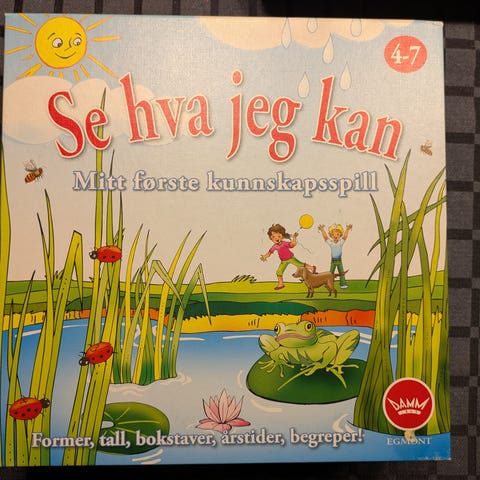 4-7
Se hva jeg kan
Mitt første kunnskapsspill
DAMM
EGMONT
Former, tall, bokstaver, årstider, begreper!